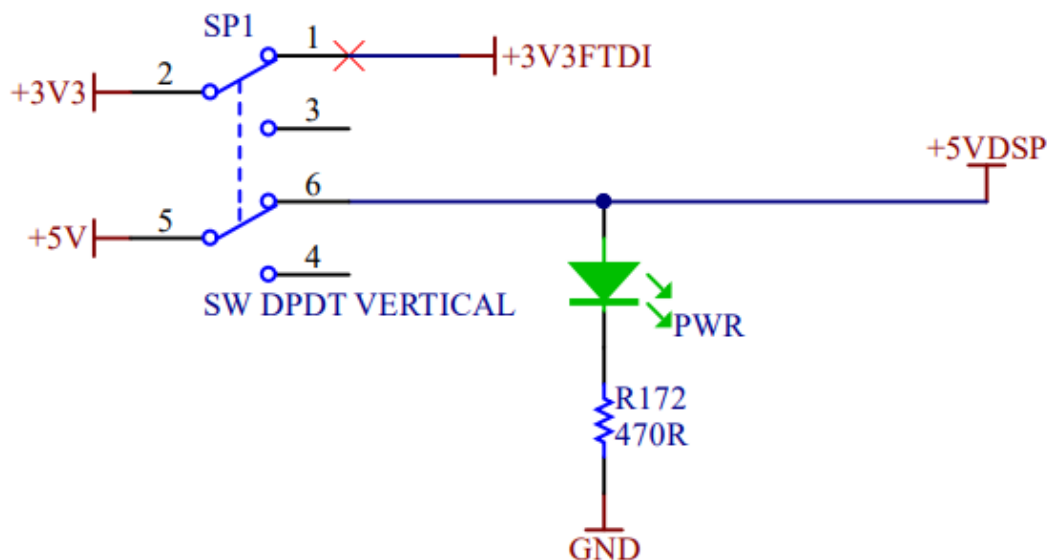 SP1
1
+3V3FTDI
2
+3V3
3
+5VDSP
6
5
+5V
4
SW DPDT VERTICAL
PWR
R172
470R
GND